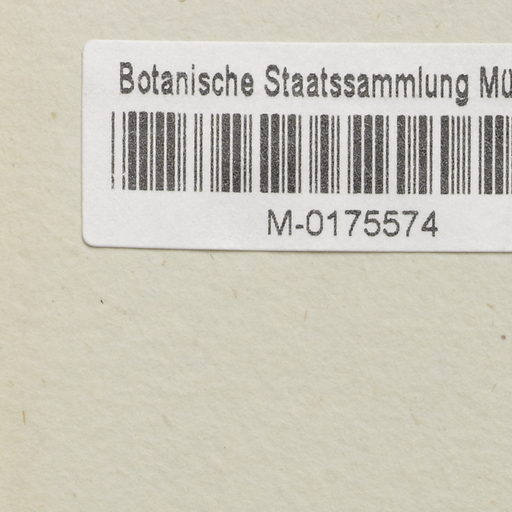 Botanische Staatssammlung Mü
M-0175574